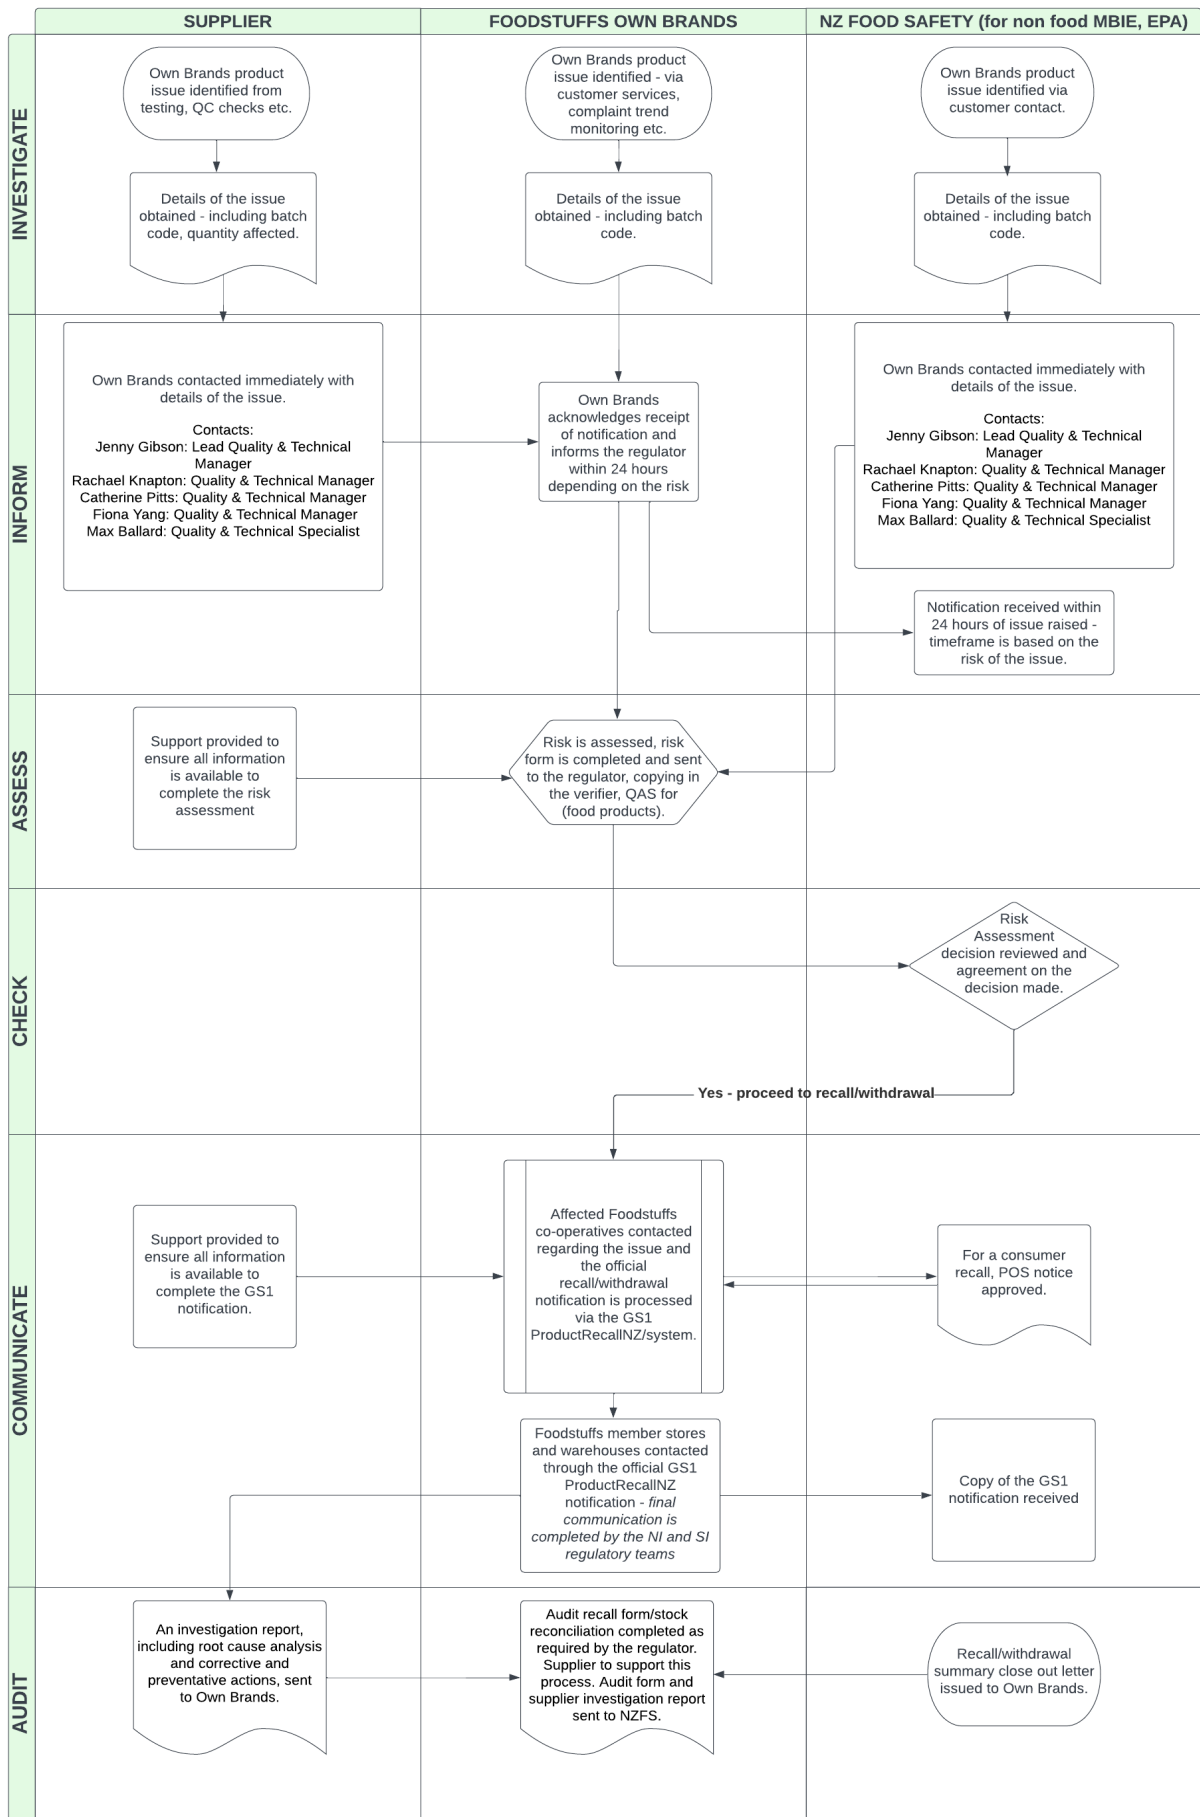 SUPPLIER
FOODSTUFFS OWN BRANDS
NZ FOOD SAFETY (for non food MBIE, EPA)
INVESTIGATE
Own Brands product
issue identified from
testing, QC checks etc.
Own Brands product
issue identified - via
customer services,
complaint trend
monitoring etc.
Own Brands product
issue identified via
customer contact.
Details of the issue
obtained - including batch
code, quantity affected.
Details of the issue
obtained - including batch
code.
Details of the issue
obtained - including batch
code.
INFORM
Own Brands contacted immediately with
details of the issue.
Contacts:
Jenny Gibson: Lead Quality & Technical
Manager
Rachael Knapton: Quality & Technical Manager
Catherine Pitts: Quality & Technical Manager
Fiona Yang: Quality & Technical Manager
Max Ballard: Quality & Technical Specialist
Own Brands
acknowledges receipt
of notification and
informs the regulator
within 24 hours
depending on the risk
Own Brands contacted immediately with
details of the issue.
Contacts:
Jenny Gibson: Lead Quality & Technical
Manager
Rachael Knapton: Quality & Technical Manager
Catherine Pitts: Quality & Technical Manager
Fiona Yang: Quality & Technical Manager
Max Ballard: Quality & Technical Specialist
Notification received within
24 hours of issue raised -
timeframe is based on the
risk of the issue.
ASSESS
Support provided to
ensure all information
is available to
complete the risk
assessment
Risk is assessed, risk
form is completed and sent
to the regulator, copying in
the verifier, QAS for
(food products).
CHECK
Risk
Assessment
decision reviewed and
agreement on the
decision made.
Yes - proceed to recall/withdrawal
COMMUNICATE
Support provided to
ensure all information
is available to
complete the GS1
notification.
Affected Foodstuffs
co-operatives contacted
regarding the issue and
the official
recall/withdrawal
notification is processed
via the GS1
ProductRecallNZ/system.
For a consumer
recall, POS notice
approved.
Foodstuffs member stores
and warehouses contacted
through the official GS1
ProductRecallNZ
notification - final
communication is
completed by the NI and SI
regulatory teams
Copy of the GS1
notification received
AUDIT
An investigation report,
including root cause analysis
and corrective and
preventative actions, sent
to Own Brands.
Audit recall form/stock
reconciliation completed as
required by the regulator.
Supplier to support this
process. Audit form and
supplier investigation report
sent to NZFS.
Recall/withdrawal
summary close out letter
issued to Own Brands.